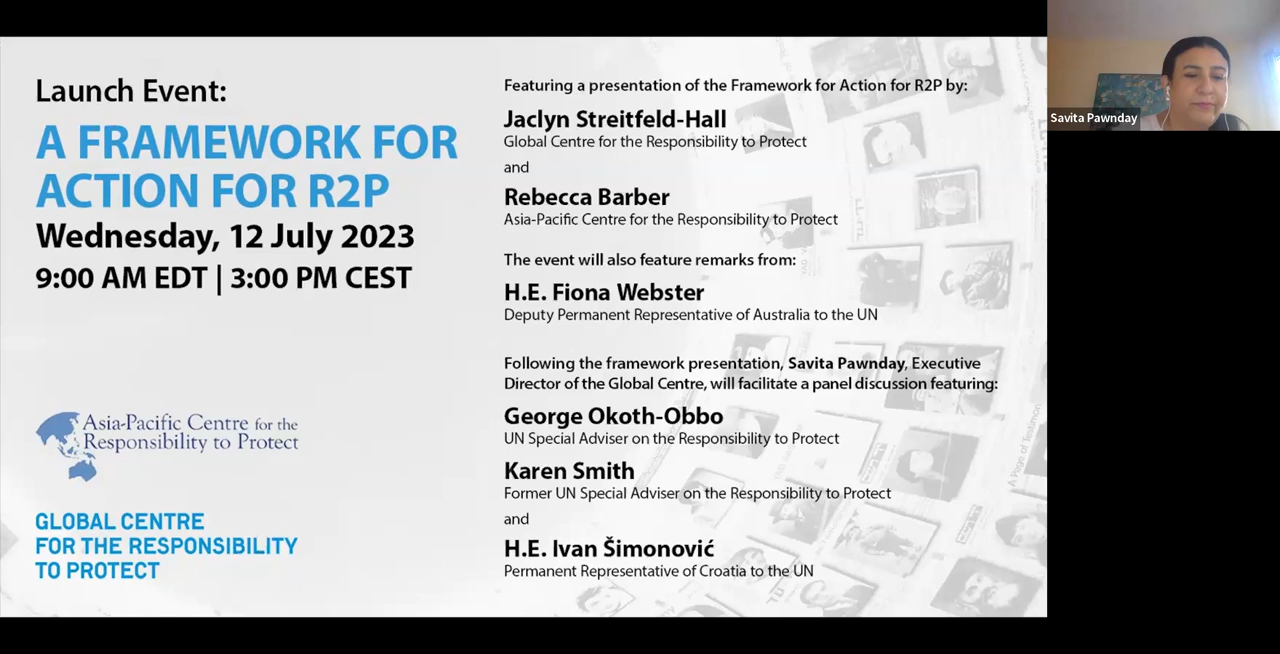 Launch Event:
A FRAMEWORK FOR
ACTION FOR R2P
Wednesday, 12 July 2023
9:00 AM EDT | 3:00 PM CEST
Asia-Pacific Centre for the
Responsibility to Protect
GLOBAL CENTRE
FOR THE RESPONSIBILITY
TO PROTECT
Featuring a presentation of the Framework for Action for R2P by:
Jaclyn Streitfeld-Hall
Global Centre for the Responsibility to Protect
and
Rebecca Barber
Asia-Pacific Centre for the Responsibility to Protect
The event will also feature remarks from:
H.E. Fiona Webster
Deputy Permanent Representative of Australia to the UN
Following the framework presentation, Savita Pawnday, Executive
Director of the Global Centre, will facilitate a panel discussion featuring:
George Okoth-Obbo
UN Special Adviser on the Responsibility to Protect
Karen Smith
Former UN Special Adviser on the Responsibility to Protect
and
H.E. Ivan Šimonović
Permanent Representative of Croatia to the UN
Savita Pawnday